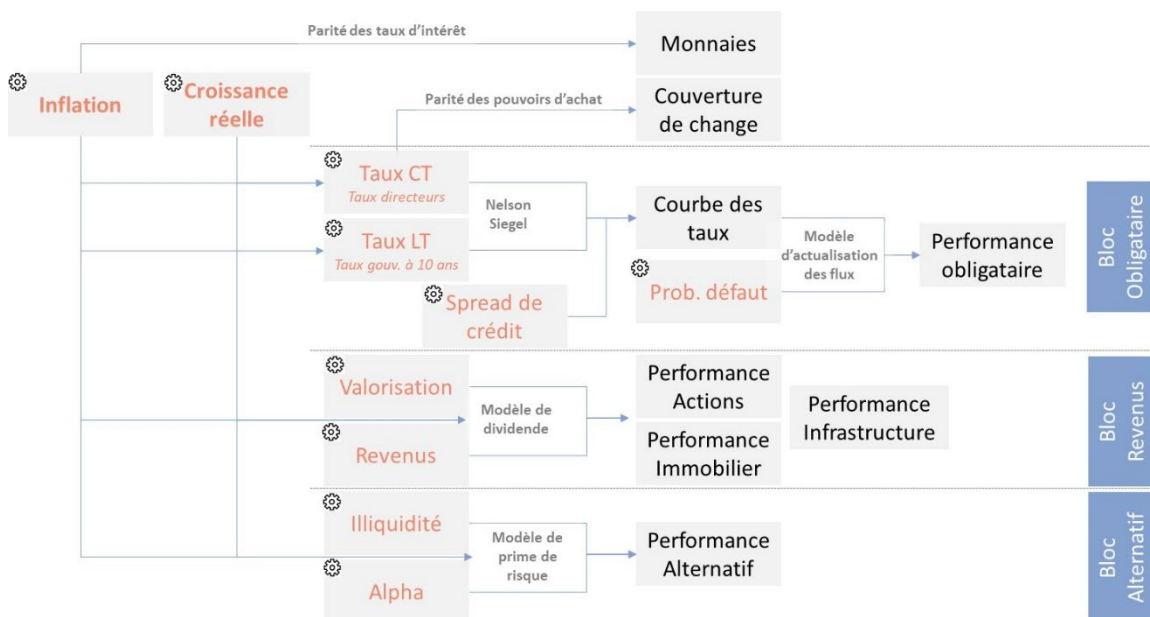 Parité des taux d’intérêt
Monnaies
Inflation
Croissance
réelle
Parité des pouvoirs d’achat
Couverture
de change
Taux CT
Taux directeurs
Taux LT
Taux gouv. à 10 ans
Nelson
Siegel
Spread de
crédit
Courbe des
taux
Prob. défaut
Modèle
d’actualisation
des flux
Performance
obligataire
Bloc
Obligataire
Valorisation
Revenus
Modèle de
dividende
Performance
Actions
Performance
Immobilier
Performance
Infrastructure
Bloc
Revenus
Illiquidité
Alpha
Modèle de
prime de
risque
Performance
Alternatif
Bloc
Alternatif